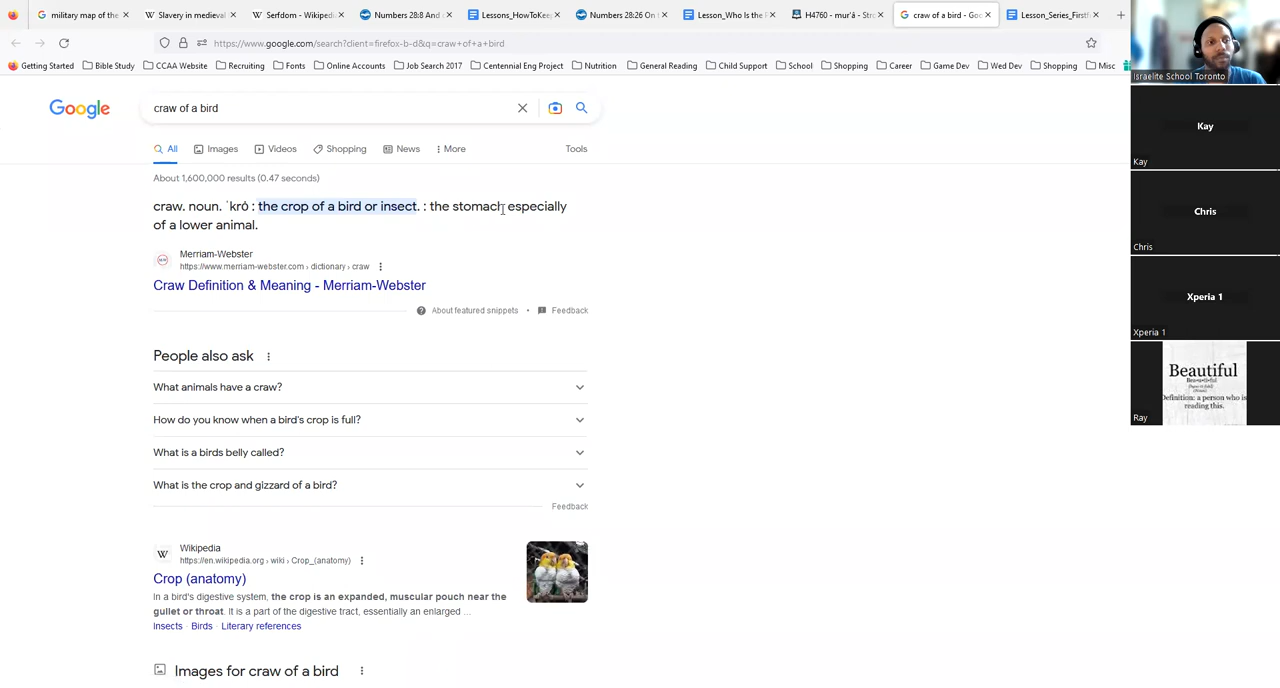 military map of the
Slavery in medieval
Serfdom - Wikiped
Numbers 28:8 And
Lessons_HowToKee
Numbers 28:26 On
Lesson_Who Is the
H4760 - mur'á - Str
craw of a bird - Goo
Lesson_Series_Firstf
https://www.google.com/search?client=firefox-b-d&q=craw+of+a+bird
Getting Started
Bible Study
CCAA Website
Recruiting
Fonts
Online Accounts
Job Search 2017
Centennial Eng Project
Nutrition
General Reading
Child Support
School
Shopping
Career
Game Dev
Wed Dev
Shopping
Misc
Google
craw of a bird
All
Images
Videos
Shopping
News
More
Tools
About 1,600,000 results (0.47 seconds)
craw. noun. ˈkrȯ : the crop of a bird or insect. : the stomach especially
of a lower animal.
Merriam-Webster
https://www.merriam-webster.com › dictionary › craw
Craw Definition & Meaning - Merriam-Webster
About featured snippets • Feedback
People also ask
What animals have a craw?
How do you know when a bird's crop is full?
What is a birds belly called?
What is the crop and gizzard of a bird?
Feedback
W
Wikipedia
https://en.wikipedia.org › wiki › Crop_(anatomy)
Crop (anatomy)
In a bird's digestive system, the crop is an expanded, muscular pouch near the
gullet or throat. It is a part of the digestive tract, essentially an enlarged ...
Insects · Birds · Literary references
Images for craw of a bird
Israelite School Toronto
Kay
Kay
Chris
Chris
Xperia 1
Xperia 1
Beautiful
Definition: a person who is
reading this.
Ray